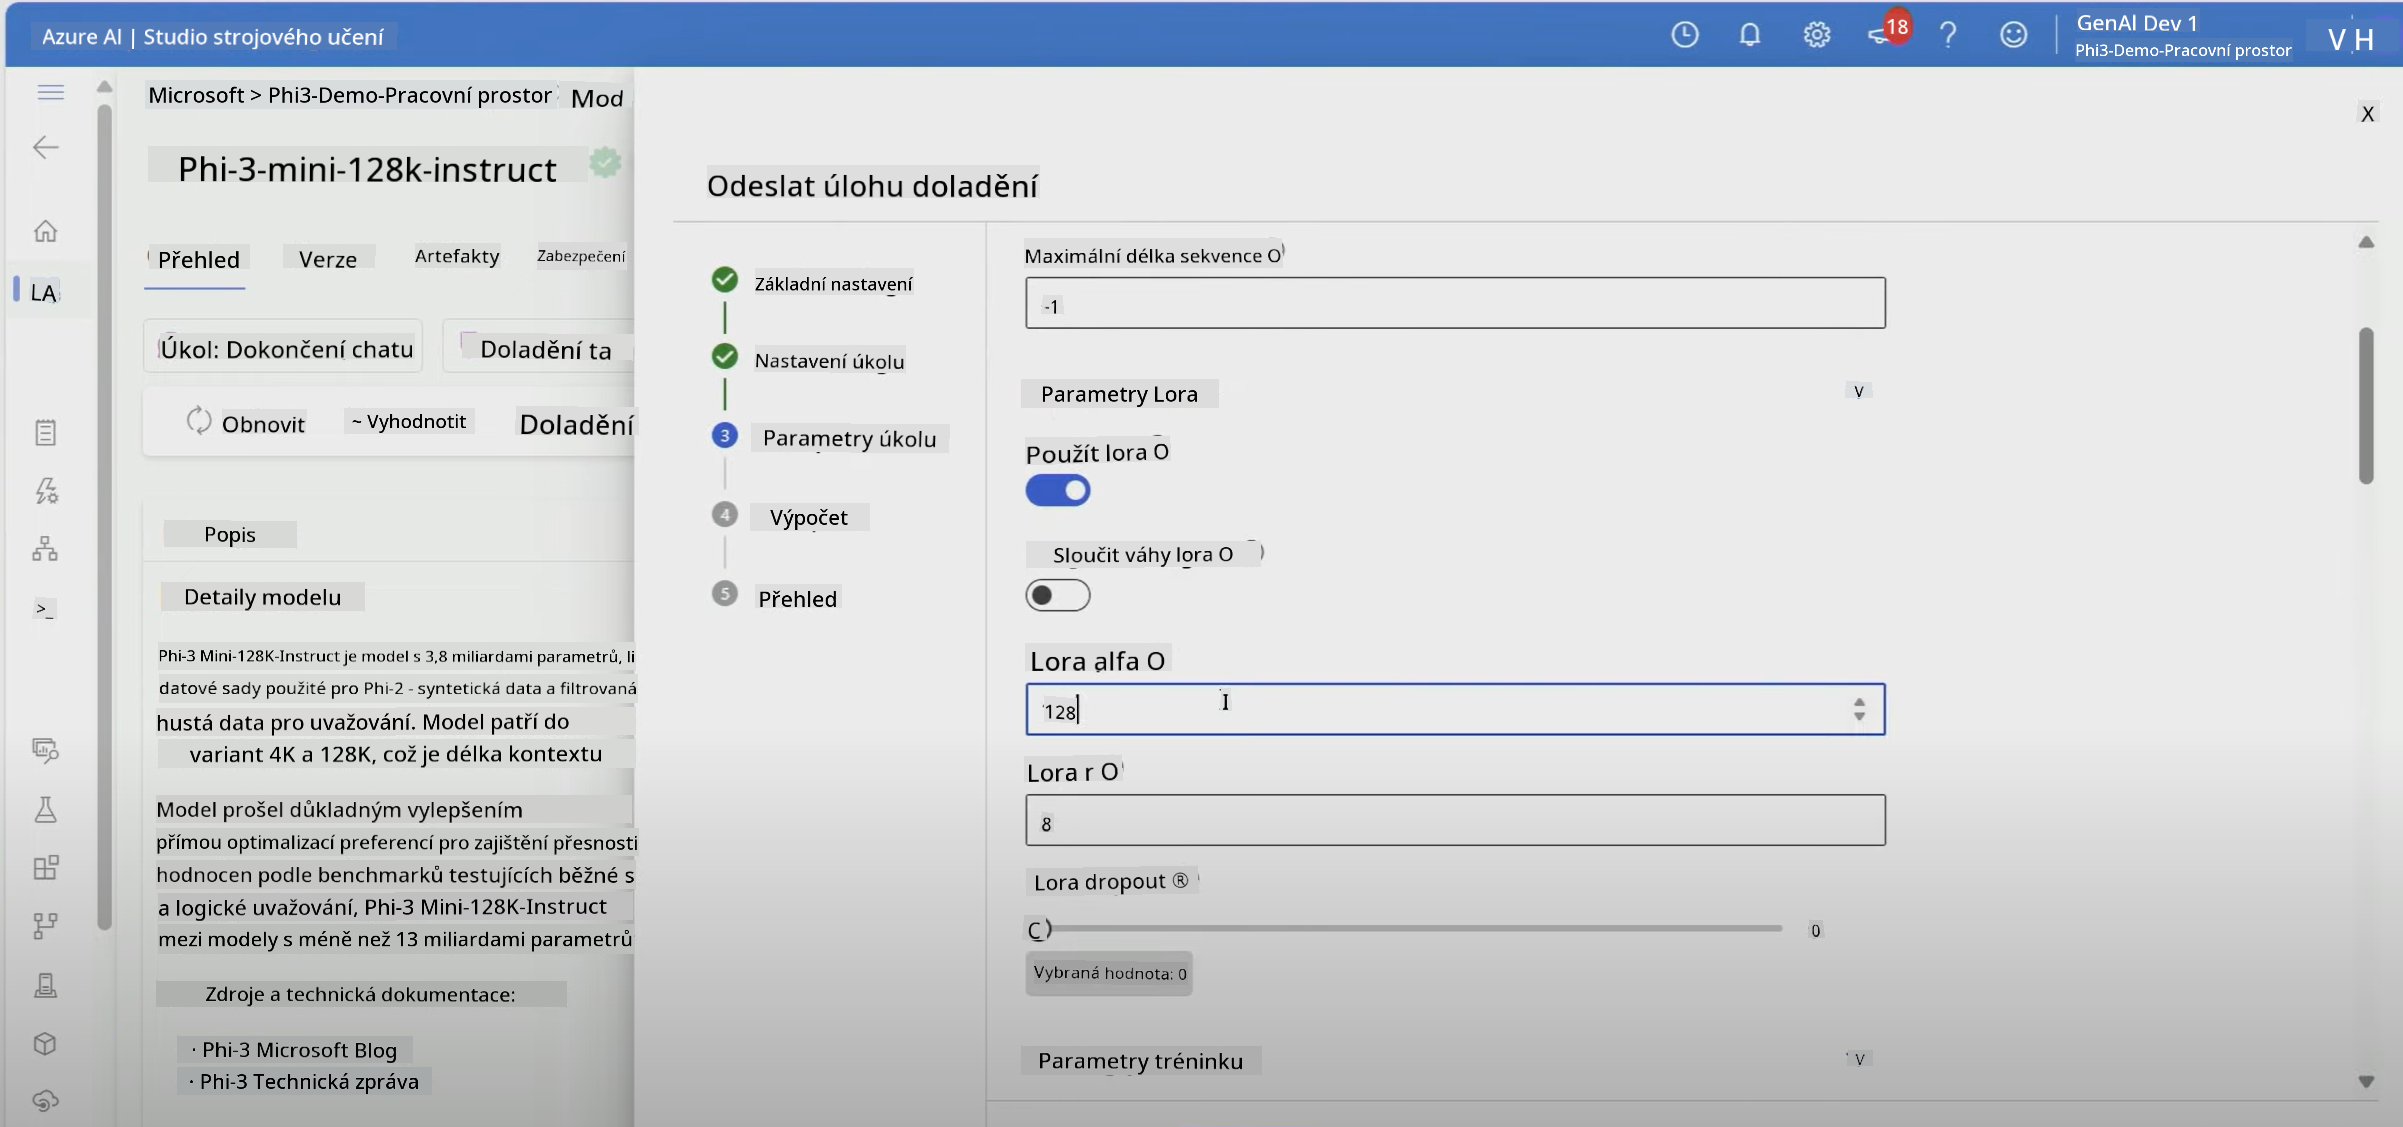 Azure AI | Studio strojového učení
18
GenAI Dev 1
Phi3-Demo-Pracovní prostor
V H
Microsoft > Phi3-Demo-Pracovní prostor
Mod
X
Phi-3-mini-128k-instruct
Odeslat úlohu doladění
Přehled
Verze
Artefakty
Zabezpečení
LA
Úkol: Dokončení chatu
Doladění ta
Obnovit
~ Vyhodnotit
Doladění
Popis
Detaily modelu
>_
Phi-3 Mini-128K-Instruct je model s 3,8 miliardami parametrů, li
datové sady použité pro Phi-2 - syntetická data a filtrovaná
hustá data pro uvažování. Model patří do
variant 4K a 128K, což je délka kontextu
Model prošel důkladným vylepšením
přímou optimalizací preferencí pro zajištění přesnosti
hodnocen podle benchmarků testujících běžné s
a logické uvažování, Phi-3 Mini-128K-Instruct
mezi modely s méně než 13 miliardami parametrů
Zdroje a technická dokumentace:
· Phi-3 Microsoft Blog
· Phi-3 Technická zpráva
Základní nastavení
Nastavení úkolu
3 Parametry úkolu
4 Výpočet
5 Přehled
Maximální délka sekvence O
-1
Parametry Lora
V
Použít lora O
Sloučit váhy lora O
Lora alfa O
128
Lora r O
8
Lora dropout ®
C
0
Vybraná hodnota: 0
Parametry tréninku
V